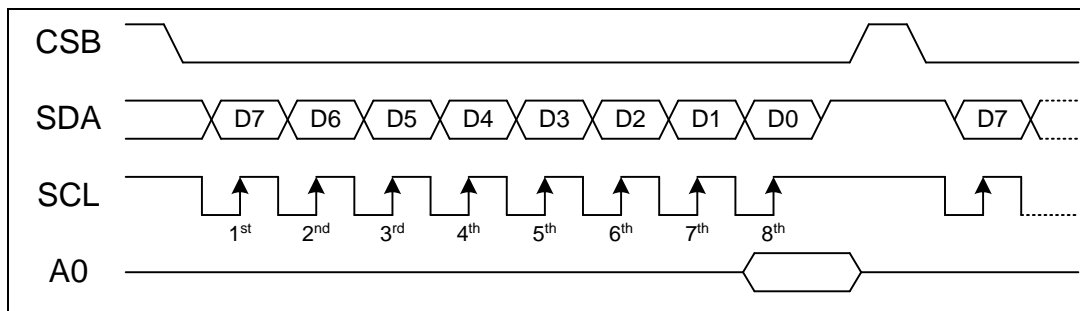 CSB
SDA D7 D6 D5 D4 D3 D2 D1 D0 D7
SCL
1st 2nd 3rd 4th 5th 6th 7th 8th
A0